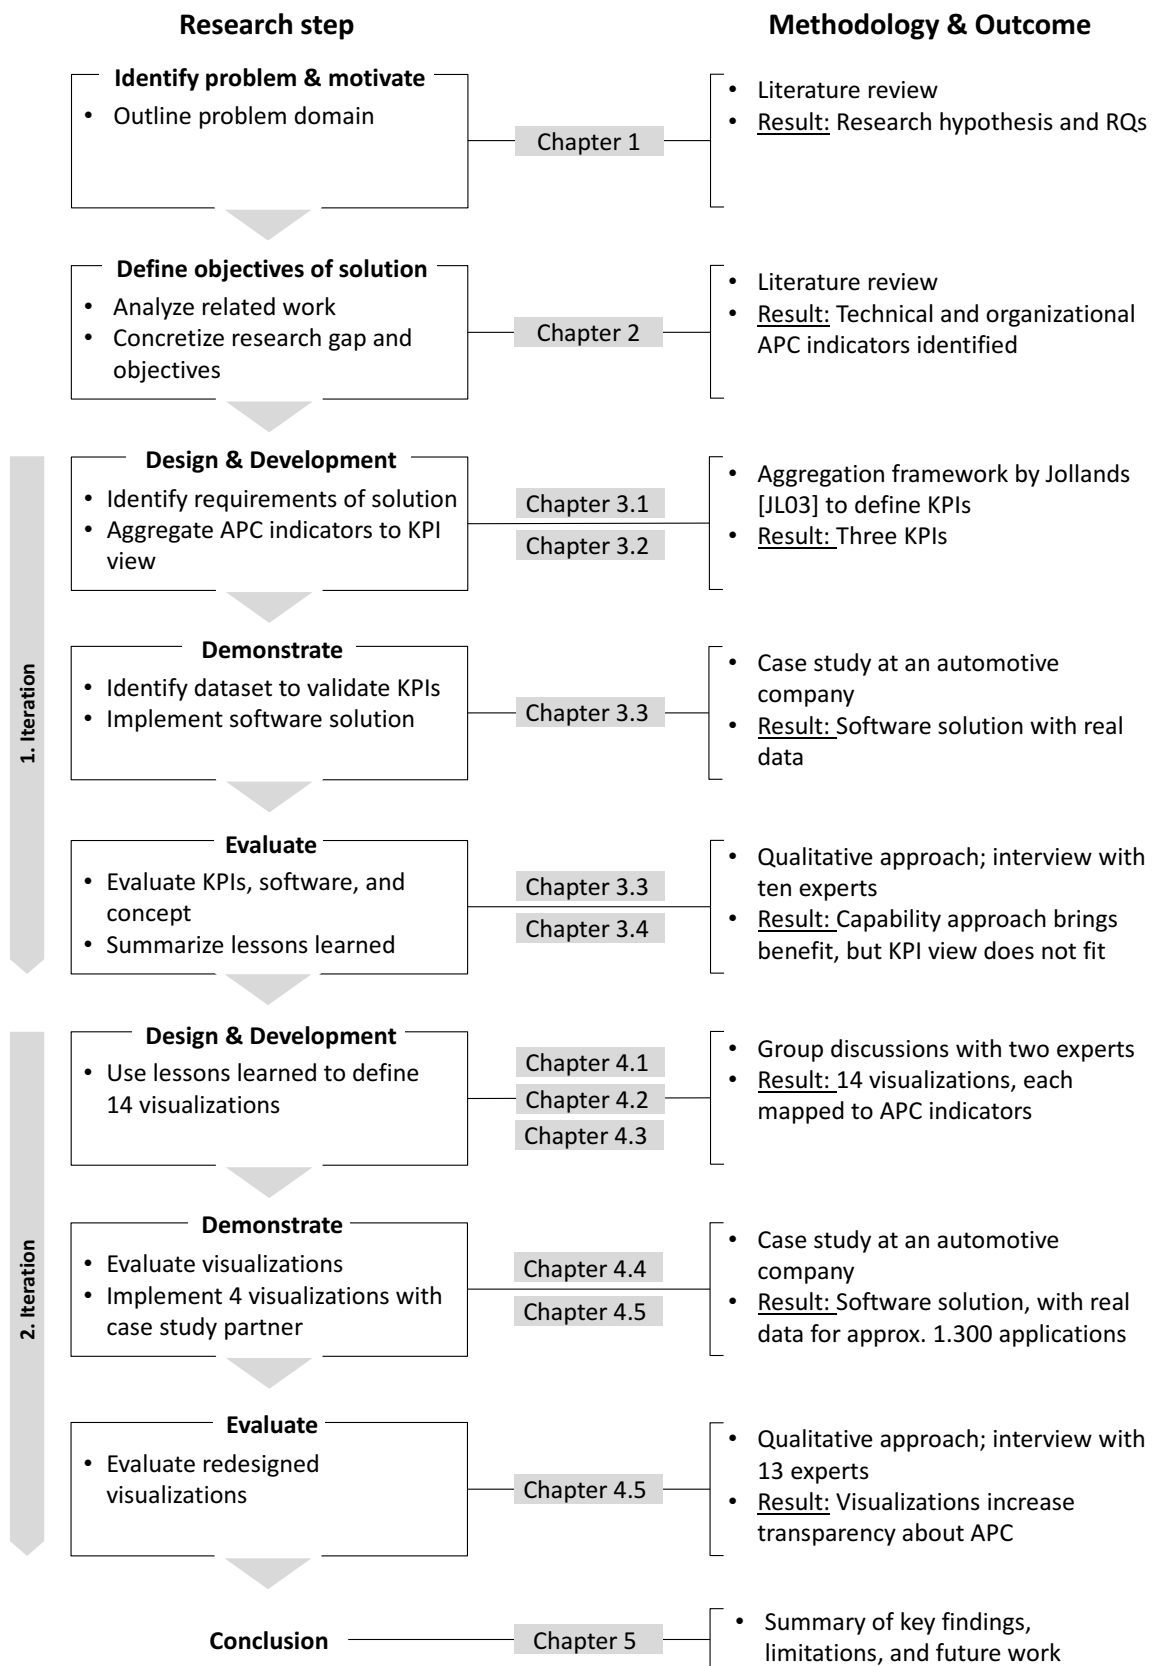 Research step
Methodology & Outcome
Identify problem & motivate
• Outline problem domain
Chapter 1
• Literature review
• Result: Research hypothesis and RQs
Define objectives of solution
• Analyze related work
• Concretize research gap and
objectives
Chapter 2
• Literature review
• Result: Technical and organizational
APC indicators identified
1. Iteration
Design & Development
• Identify requirements of solution
• Aggregate APC indicators to KPI
view
Chapter 3.1
Chapter 3.2
• Aggregation framework by Jollands
[JL03] to define KPIs
• Result: Three KPIs
Demonstrate
• Identify dataset to validate KPIs
• Implement software solution
Chapter 3.3
• Case study at an automotive
company
• Result: Software solution with real
data
Evaluate
• Evaluate KPIs, software, and
concept
• Summarize lessons learned
Chapter 3.3
Chapter 3.4
• Qualitative approach; interview with
ten experts
• Result: Capability approach brings
benefit, but KPI view does not fit
2. Iteration
Design & Development
• Use lessons learned to define
14 visualizations
Chapter 4.1
Chapter 4.2
Chapter 4.3
• Group discussions with two experts
• Result: 14 visualizations, each
mapped to APC indicators
Demonstrate
• Evaluate visualizations
• Implement 4 visualizations with
case study partner
Chapter 4.4
Chapter 4.5
• Case study at an automotive
company
• Result: Software solution, with real
data for approx. 1.300 applications
Evaluate
• Evaluate redesigned
visualizations
Chapter 4.5
• Qualitative approach; interview with
13 experts
• Result: Visualizations increase
transparency about APC
Conclusion
Chapter 5
• Summary of key findings,
limitations, and future work